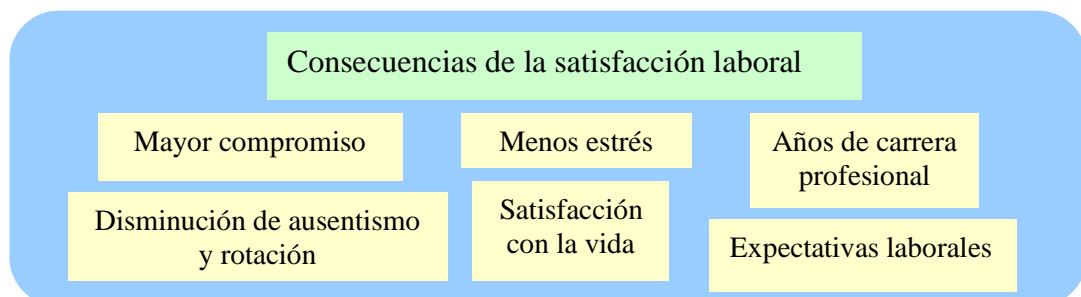 Consecuencias de la satisfacción laboral
Mayor compromiso
Menos estrés
Años de carrera
profesional
Disminución de ausentismo
y rotación
Satisfacción
con la vida
Expectativas laborales